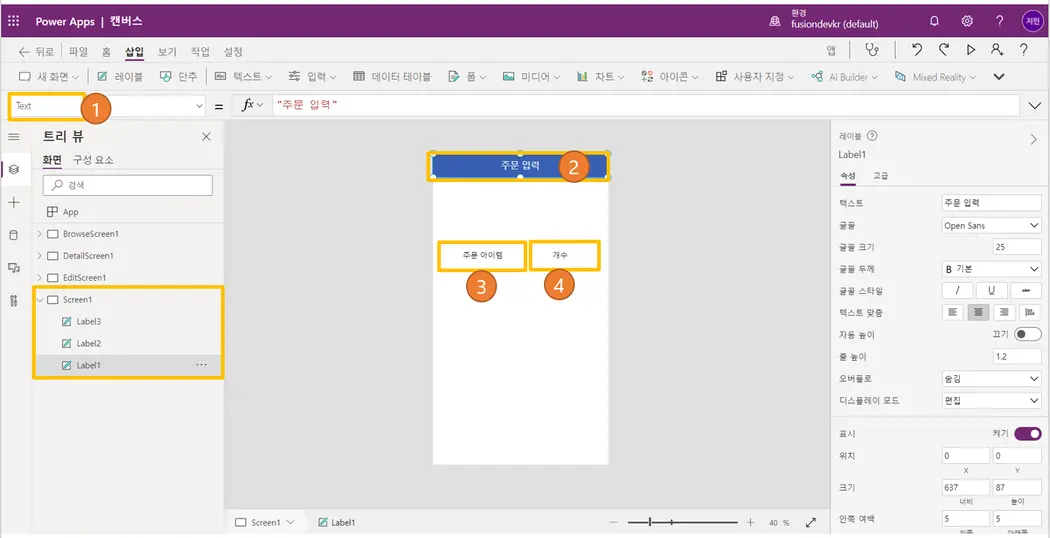 Power Apps | 캔버스
환경
fusiondevkr (default)
?
지민
뒤로 파일 홈 삽입 보기 작업 설정
앱
?
새 화면 레이블 단추 텍스트 입력 데이터 테이블 폼 미디어 차트 아이콘 사용자 지정 AI Builder Mixed Reality
Text
1
= fx "주문 입력"
트리 뷰
화면 구성 요소
검색
App
BrowseScreen1
DetailScreen1
EditScreen1
Screen1
Label3
Label2
Label1 ...
주문 입력
2
주문 아이템
개수
3
4
레이블 ?
Label1
속성 고급
텍스트 주문 입력
글꼴 Open Sans
글꼴 크기 25
글꼴 두께 B 기본
글꼴 스타일 / U abc
텍스트 맞춤
자동 높이 끄기
줄 높이 1.2
오버플로 숨김
디스플레이 모드 편집
표시 켜기
위치 0 0
X Y
크기 637 87
너비 높이
안쪽 여백 5 5
위쪽 아래쪽
Screen1 Label1
40 %